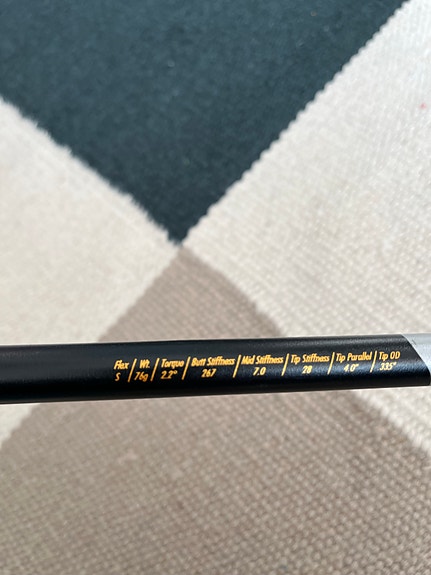 Flex / Wt. / Torque / Butt Stiffness / Mid Stiffness / Tip Stiffness / Tip Parallel / Tip OD
S / 76g / 2.2° / 267 / 7.0 / 28 / 4.0" / .335"